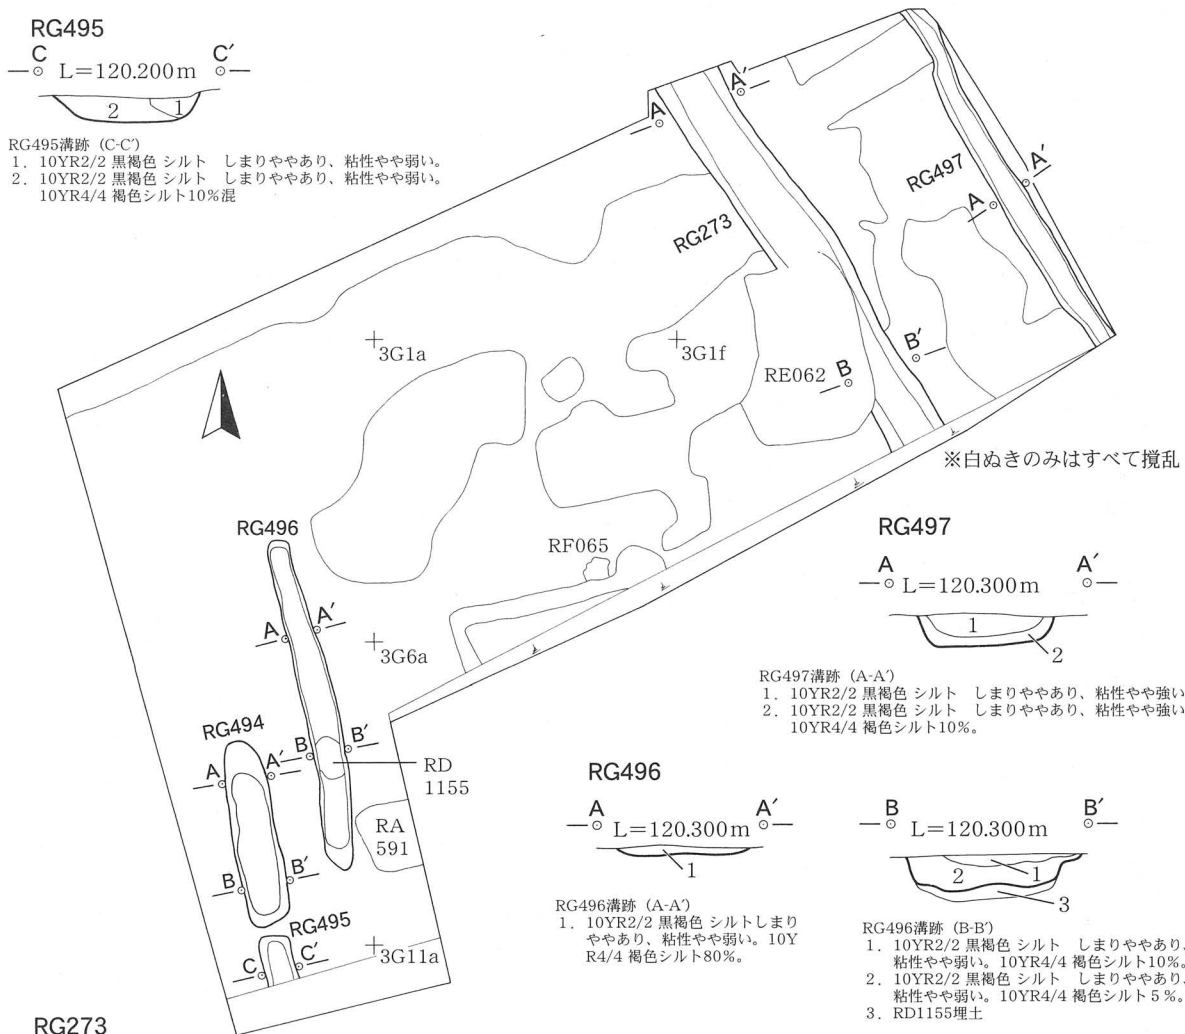 RG495
C C′
L=120.200m
2 1
RG495溝跡 (C-C′)
1. 10YR2/2 黒褐色 シルト しまりややあり、粘性やや弱い。
2. 10YR2/2 黒褐色 シルト しまりややあり、粘性やや弱い。
10YR4/4 褐色シルト10%混
A A′
RG273
RG497
A A′
3G1a
3G1f
RE062
B B′
※白ぬきのみはすべて撹乱
RG496
RF065
A A′
3G6a
RG494
A A′
B B′
RD
1155
RA
591
B B′
RG495
C C′
3G11a
RG497
A A′
L=120.300m
1
2
RG497溝跡 (A-A′)
1. 10YR2/2 黒褐色 シルト しまりややあり、粘性やや強い
2. 10YR2/2 黒褐色 シルト しまりややあり、粘性やや強い
10YR4/4 褐色シルト10%。
RG496
A A′
L=120.300m
1
RG496溝跡 (A-A′)
1. 10YR2/2 黒褐色 シルトしまり
ややあり、粘性やや弱い。10Y
R4/4 褐色シルト80%。
B B′
L=120.300m
2 1
3
RG496溝跡 (B-B′)
1. 10YR2/2 黒褐色 シルト しまりややあり、
粘性やや弱い。10YR4/4 褐色シルト10%。
2. 10YR2/2 黒褐色 シルト しまりややあり、
粘性やや弱い。10YR4/4 褐色シルト5%。
3. RD1155埋土
RG273